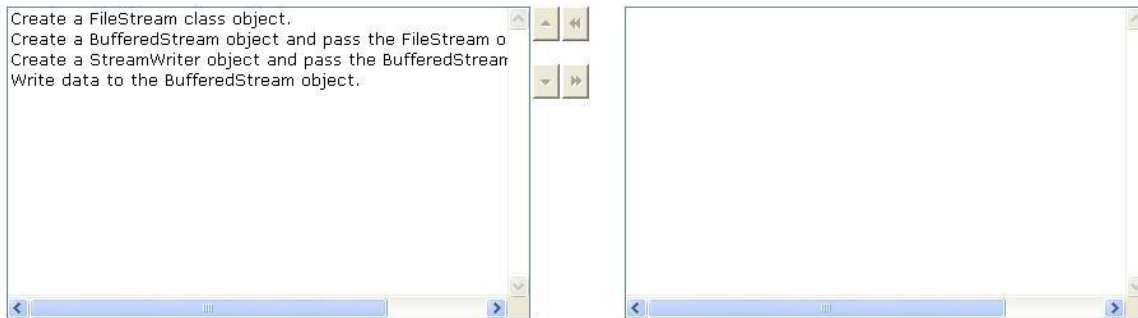 Create a FileStream class object.
Create a BufferedStream object and pass the FileStream o
Create a StreamWriter object and pass the BufferedStream
Write data to the BufferedStream object.